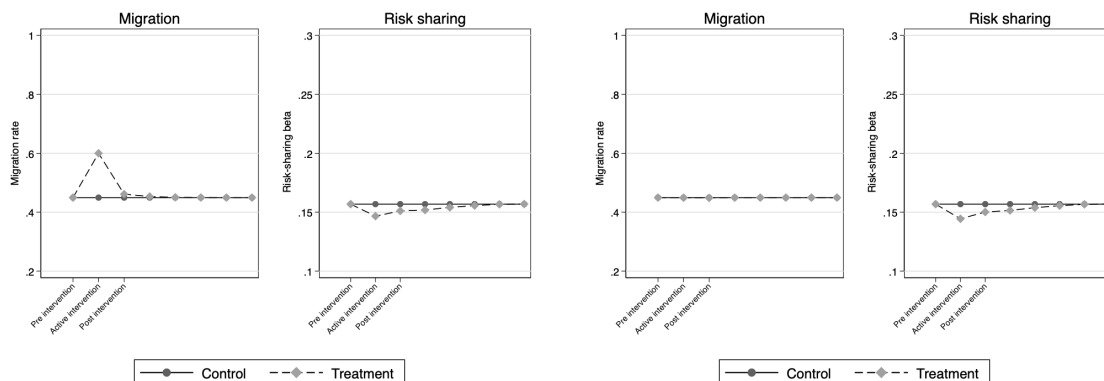 Migration
Risk sharing
Migration rate
1
.8
.6
.4
.2
Pre intervention
Active intervention
Post intervention
Risk-sharing beta
.3
.25
.2
.15
.1
Pre intervention
Active intervention
Post intervention
Control
Treatment
Migration
Risk sharing
Migration rate
1
.8
.6
.4
.2
Pre intervention
Active intervention
Post intervention
Risk-sharing beta
.3
.25
.2
.15
.1
Pre intervention
Active intervention
Post intervention
Control
Treatment